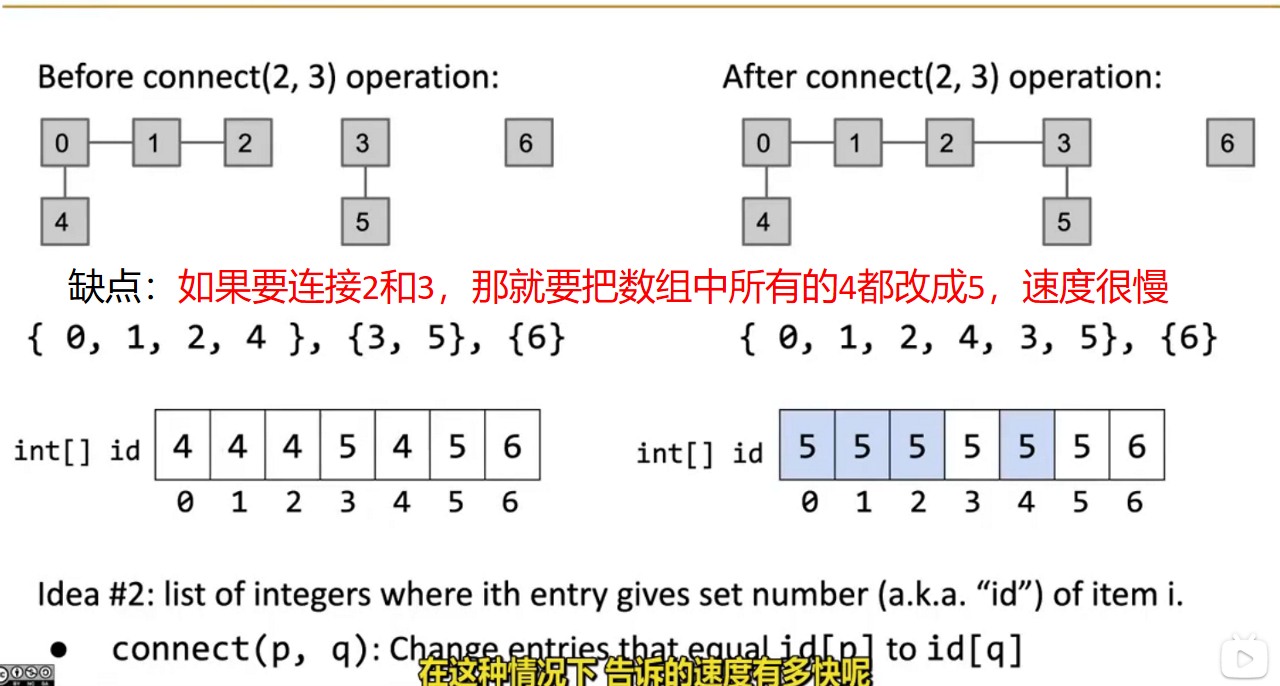 Before connect(2, 3) operation:
After connect(2, 3) operation:
0 1 2 3 6
4 5
0 1 2 3 6
4 5
缺点：如果要连接2和3，那就要把数组中所有的4都改成5，速度很慢
{ 0, 1, 2, 4 }, {3, 5}, {6}
{ 0, 1, 2, 4, 3, 5}, {6}
int[] id 4 4 4 5 4 5 6
0 1 2 3 4 5 6
int[] id 5 5 5 5 5 5 6
0 1 2 3 4 5 6
Idea #2: list of integers where ith entry gives set number (a.k.a. “id”) of item i.
● connect(p, q): Change entries that equal id[p] to id[q]
在这种情况下 告诉的速度有多快呢